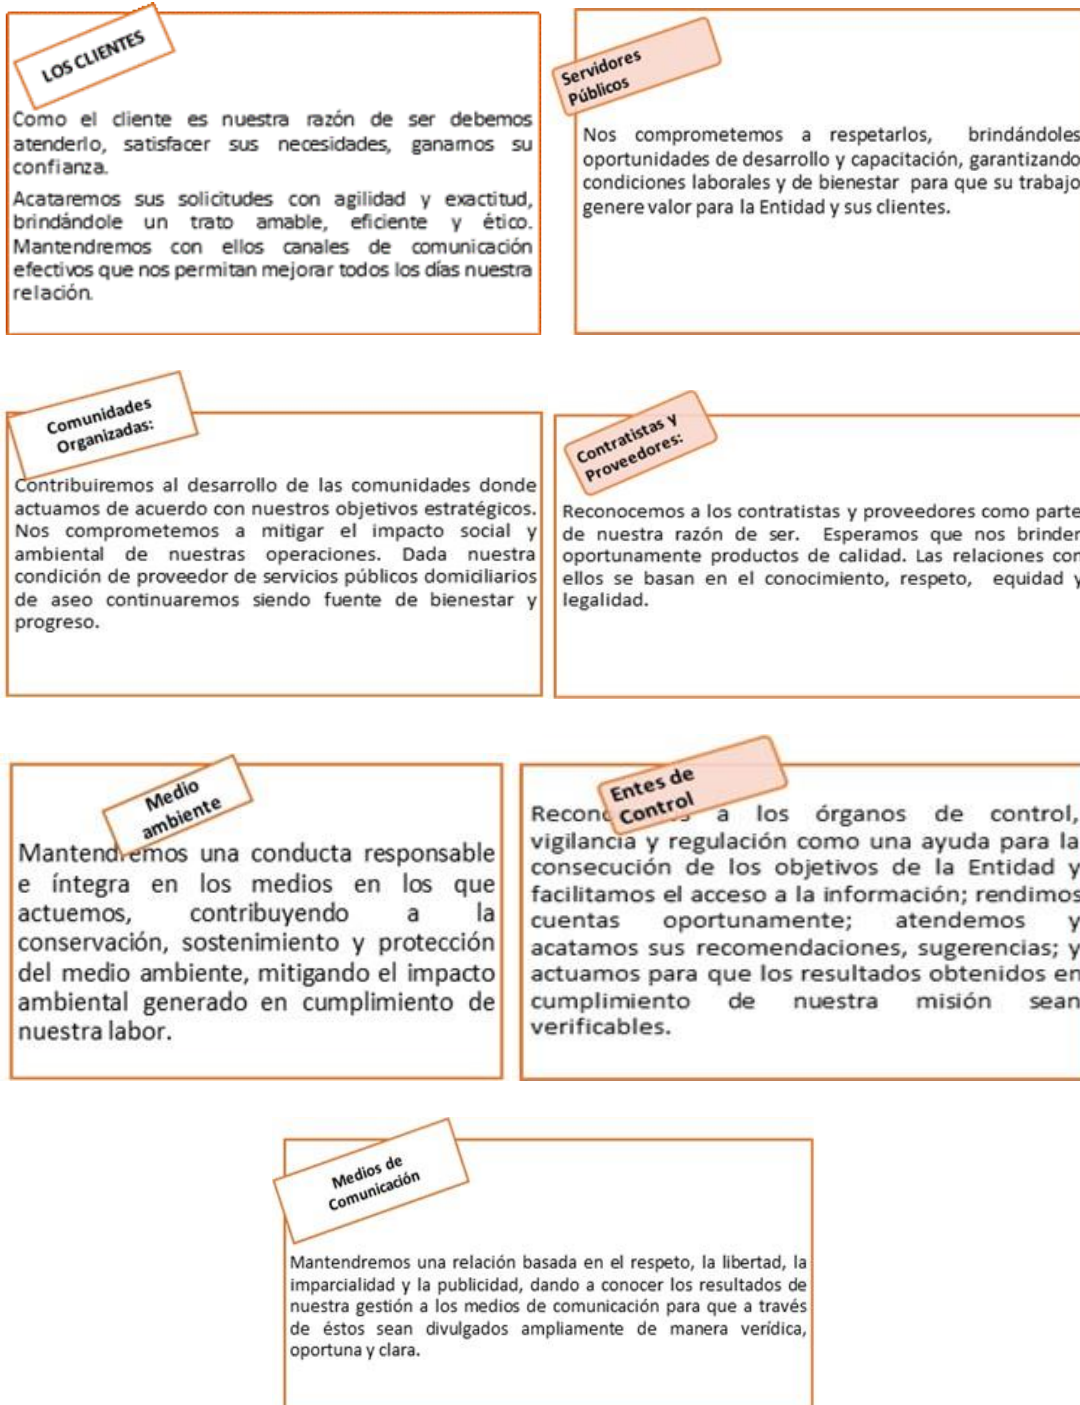 LOS CLIENTES
Como el cliente es nuestra razón de ser debemos
atenderlo, satisfacer sus necesidades, ganarnos su
confianza.
Acataremos sus solicitudes con agilidad y exactitud,
brindándole un trato amable, eficiente y ético.
Mantendremos con ellos canales de comunicación
efectivos que nos permitan mejorar todos los días nuestra
relación.
Servidores
Públicos
Nos comprometemos a respetarlos, brindándoles
oportunidades de desarrollo y capacitación, garantizando
condiciones laborales y de bienestar para que su trabajo
genere valor para la Entidad y sus clientes.
Comunidades
Organizadas:
Contribuiremos al desarrollo de las comunidades donde
actuamos de acuerdo con nuestros objetivos estratégicos.
Nos comprometemos a mitigar el impacto social y
ambiental de nuestras operaciones. Dada nuestra
condición de proveedor de servicios públicos domiciliarios
de aseo continuaremos siendo fuente de bienestar y
progreso.
Contratistas y
Proveedores:
Reconocemos a los contratistas y proveedores como parte
de nuestra razón de ser. Esperamos que nos brinden
oportunamente productos de calidad. Las relaciones con
ellos se basan en el conocimiento, respeto, equidad y
legalidad.
Medio
ambiente
Mantendremos una conducta responsable
e íntegra en los medios en los que
actuemos, contribuyendo a la
conservación, sostenimiento y protección
del medio ambiente, mitigando el impacto
ambiental generado en cumplimiento de
nuestra labor.
Entes de
Control
a los órganos de control,
vigilancia y regulación como una ayuda para la
consecución de los objetivos de la Entidad y
facilitamos el acceso a la información; rendimos
cuentas oportunamente; atendemos y
acatamos sus recomendaciones, sugerencias; y
actuamos para que los resultados obtenidos en
cumplimiento de nuestra misión sean
verificables.
Medios de
Comunicación
Mantendremos una relación basada en el respeto, la libertad, la
imparcialidad y la publicidad, dando a conocer los resultados de
nuestra gestión a los medios de comunicación para que a través
de éstos sean divulgados ampliamente de manera verídica,
oportuna y clara.